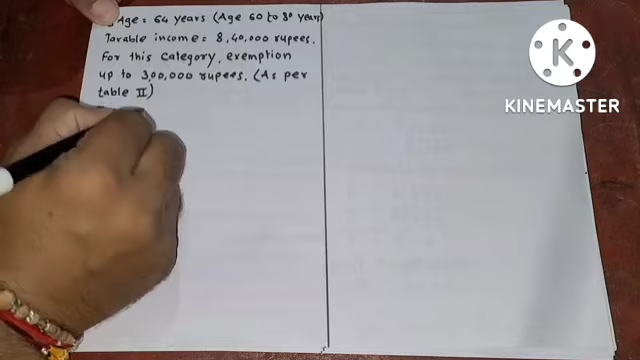 Age = 64 years (Age 60 to 80 years)
Taxable income = 8,40,000 rupees.
For this category, exemption
up to 3,00,000 rupees. (As per
table II)
K
KINEMASTER